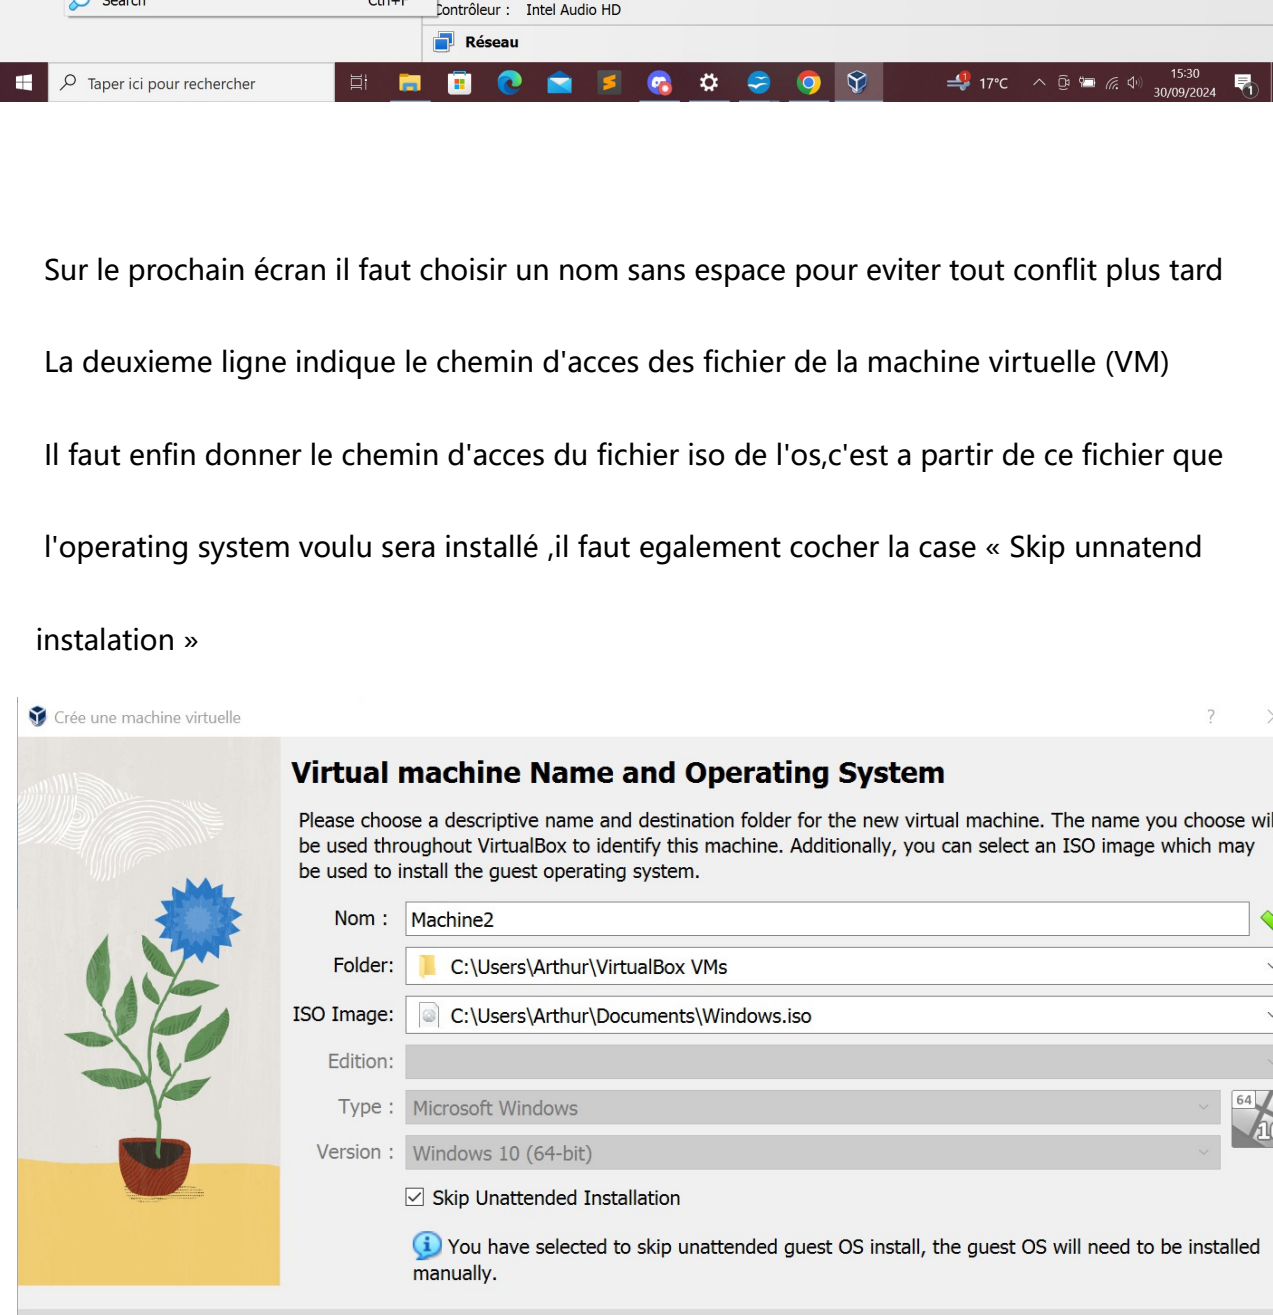 Search Ctrl+F
Contrôleur : Intel Audio HD
Réseau
Taper ici pour rechercher
1 17°C 15:30
30/09/2024 1
Sur le prochain écran il faut choisir un nom sans espace pour eviter tout conflit plus tard
La deuxieme ligne indique le chemin d'acces des fichier de la machine virtuelle (VM)
Il faut enfin donner le chemin d'acces du fichier iso de l'os,c'est a partir de ce fichier que
l'operating system voulu sera installé ,il faut egalement cocher la case « Skip unnatend
instalation »
Crée une machine virtuelle ?
Virtual machine Name and Operating System
Please choose a descriptive name and destination folder for the new virtual machine. The name you choose wil
be used throughout VirtualBox to identify this machine. Additionally, you can select an ISO image which may
be used to install the guest operating system.
Nom : Machine2
Folder: C:\Users\Arthur\VirtualBox VMs
ISO Image: C:\Users\Arthur\Documents\Windows.iso
Edition:
Type : Microsoft Windows
64
10
Version : Windows 10 (64-bit)
Skip Unattended Installation
You have selected to skip unattended guest OS install, the guest OS will need to be installed
manually.